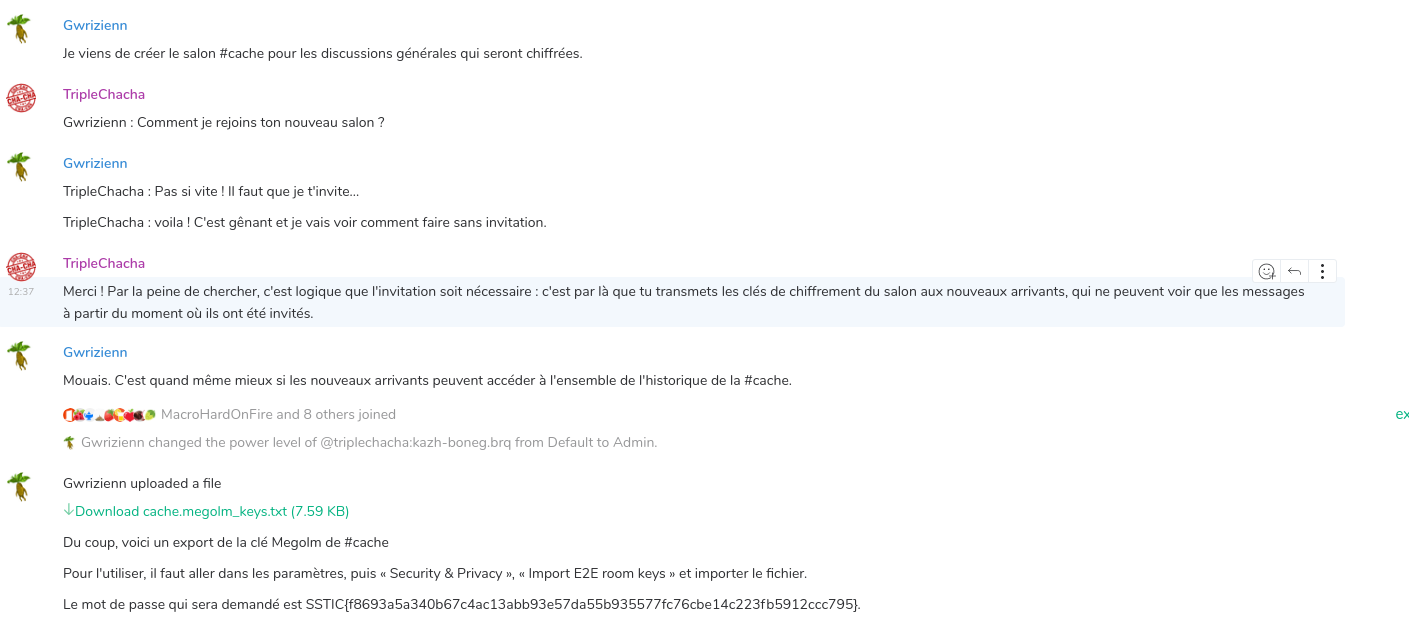 Gwrizienn
Je viens de créer le salon #cache pour les discussions générales qui seront chiffrées.
TripleChacha
Gwrizienn : Comment je rejoins ton nouveau salon ?
Gwrizienn
TripleChacha : Pas si vite ! Il faut que je t'invite...
TripleChacha : voila ! C'est gênant et je vais voir comment faire sans invitation.
TripleChacha
12:37
Merci ! Par la peine de chercher, c'est logique que l'invitation soit nécessaire : c'est par là que tu transmets les clés de chiffrement du salon aux nouveaux arrivants, qui ne peuvent voir que les messages
à partir du moment où ils ont été invités.
Gwrizienn
Mouais. C'est quand même mieux si les nouveaux arrivants peuvent accéder à l'ensemble de l'historique de la #cache.
MacroHardOnFire and 8 others joined
ex
Gwrizienn changed the power level of @triplechacha:kazh-boneg.brq from Default to Admin.
Gwrizienn uploaded a file
Download cache.megolm_keys.txt (7.59 KB)
Du coup, voici un export de la clé Megolm de #cache
Pour l'utiliser, il faut aller dans les paramètres, puis « Security & Privacy », « Import E2E room keys » et importer le fichier.
Le mot de passe qui sera demandé est SSTIC{f8693a5a340b67c4ac13abb93e57da55b935577fc76cbe14c223fb5912ccc795}.